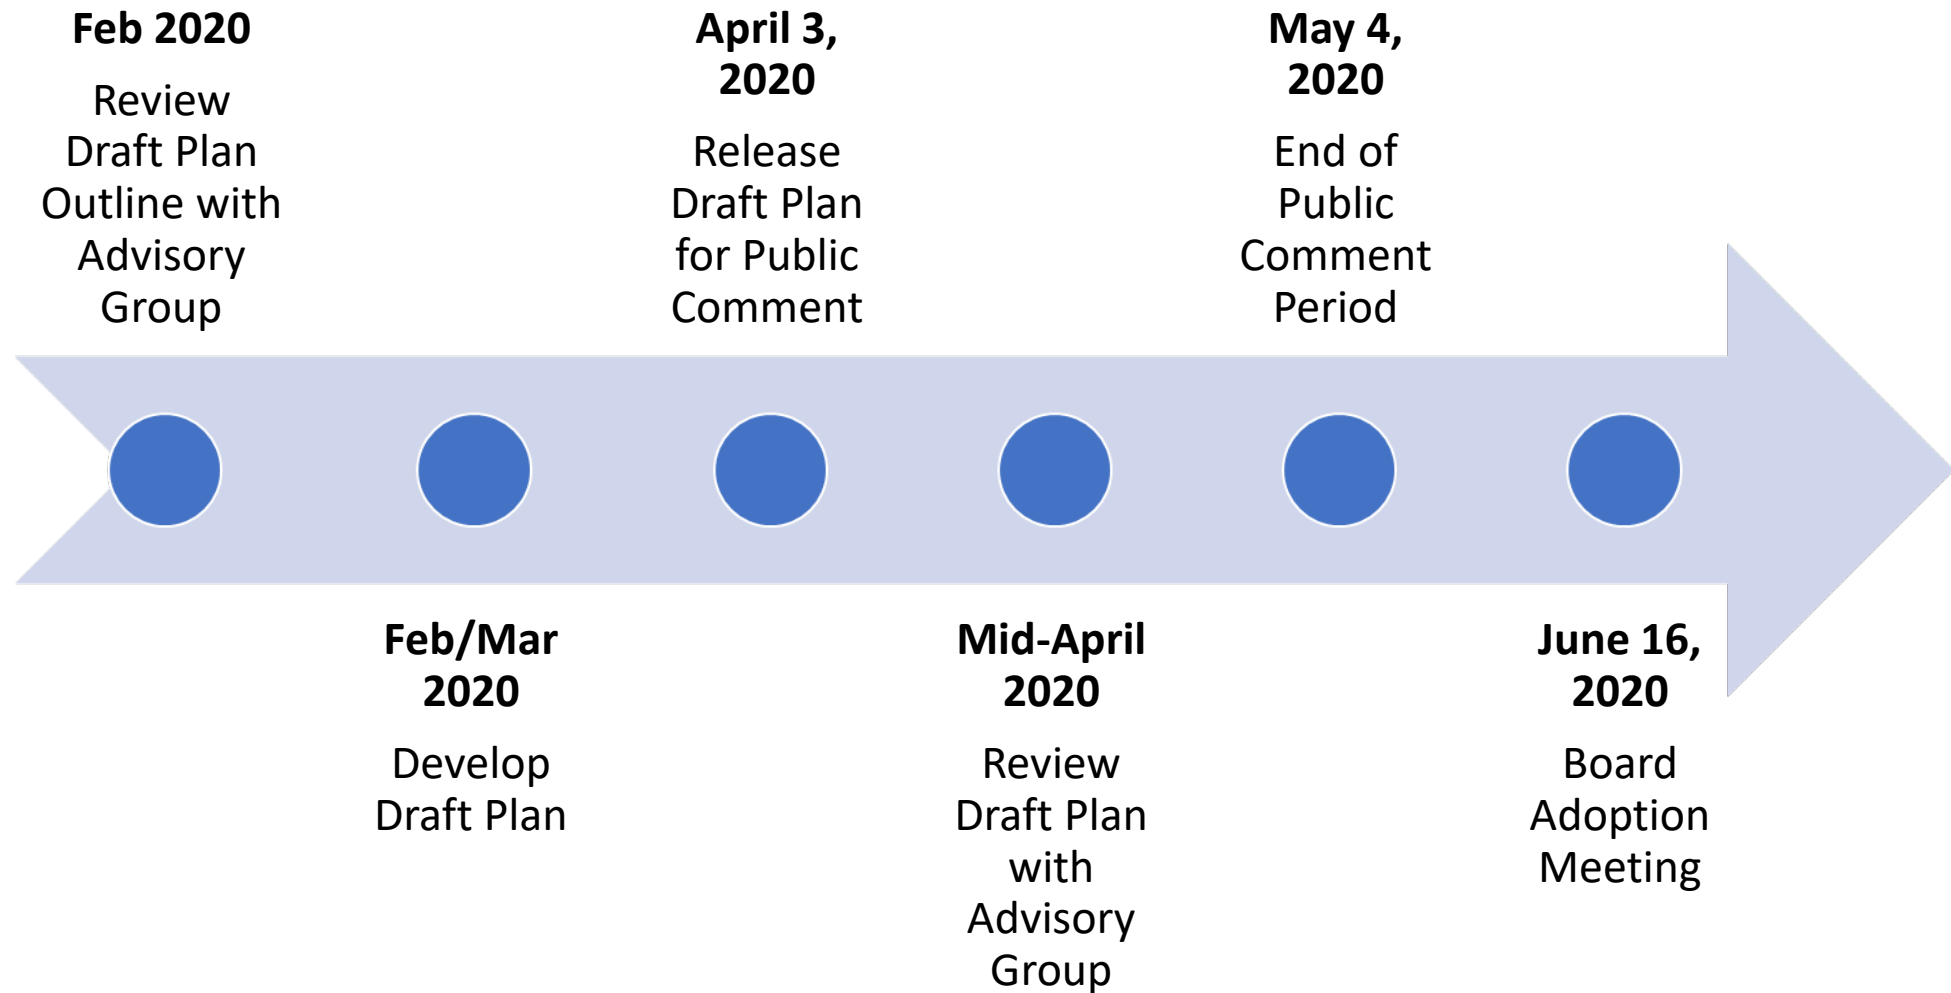 Feb 2020
Review
Draft Plan
Outline with
Advisory
Group
Feb/Mar
2020
Develop
Draft Plan
April 3,
2020
Release
Draft Plan
for Public
Comment
Mid-April
2020
Review
Draft Plan
with
Advisory
Group
May 4,
2020
End of
Public
Comment
Period
June 16,
2020
Board
Adoption
Meeting